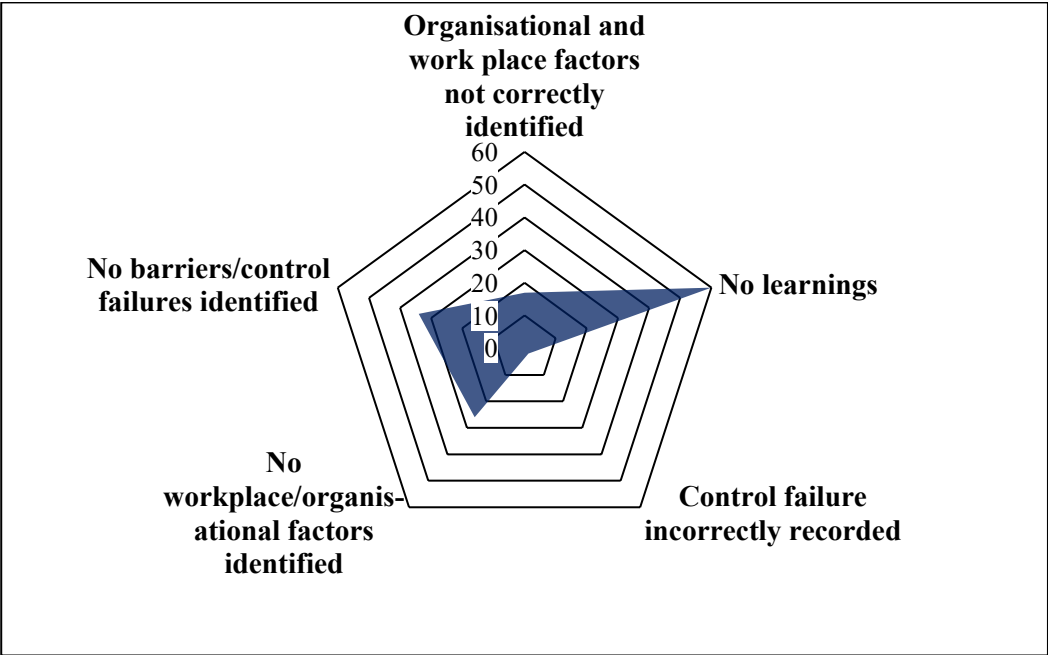 Organisational and
work place factors
not correctly
identified
60
50
40
30
20
10
0
No learnings
Control failure
incorrectly recorded
No
workplace/organis-
ational factors
identified
No barriers/control
failures identified